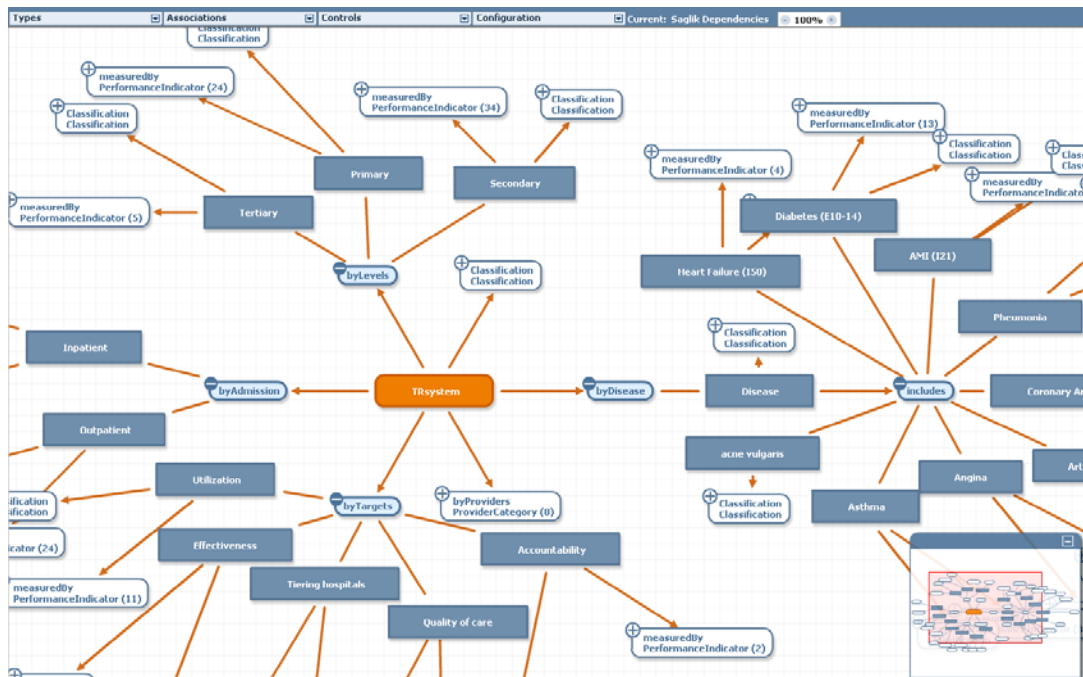 Types
Associations
Controls
Configuration
Current: Saglik Dependencies
100%
Classification
Classification
measuredBy
PerformanceIndicator (24)
Classification
Classification
measuredBy
PerformanceIndicator (34)
Classification
Classification
measuredBy
PerformanceIndicator (13)
Classification
Classification
measuredBy
PerformanceIndicator (4)
measuredBy
PerformanceIndicator
Primary
Secondary
Tertiary
measuredBy
PerformanceIndicator (5)
Diabetes (E10-14)
AMI (I21)
Heart Failure (I50)
byLevels
Classification
Classification
Pneumonia
Classification
Classification
Inpatient
byAdmission
TRsystem
byDisease
Disease
includes
Coronary
Outpatient
acne vulgaris
Utilization
Angina
Classification
Classification
byTargets
byProviders
ProviderCategory (8)
Asthma
Effectiveness
Accountability
(24)
Tiering hospitals
measuredBy
PerformanceIndicator (11)
Quality of care
measuredBy
PerformanceIndicator (2)